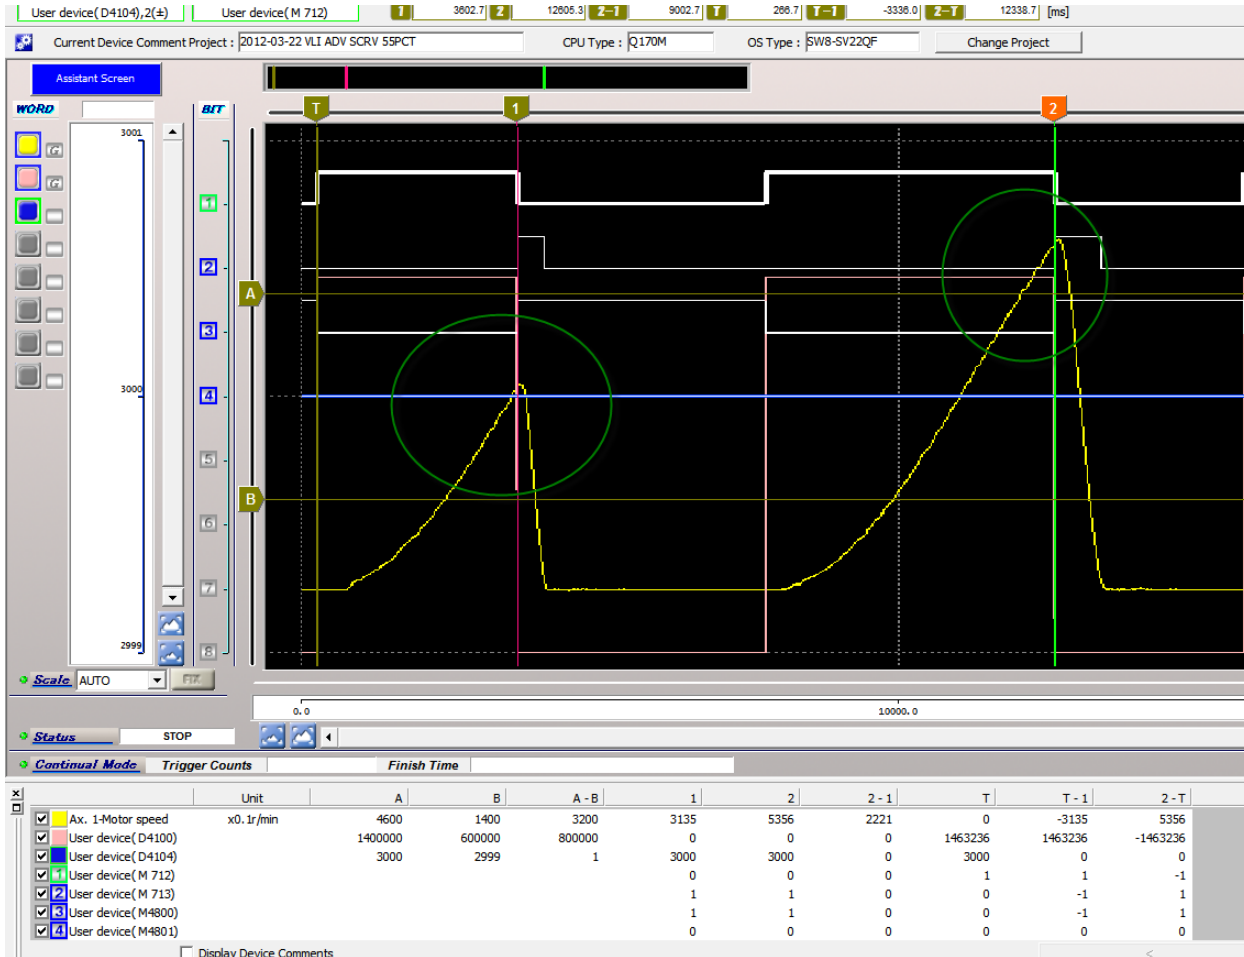 User device( D4104),2(±) User device( M 712) 1 3602.7 2 12605.3 2−1 9002.7 T 266.7 T−1 -3336.0 2−T 12338.7 [ms]
Current Device Comment Project : 2012-03-22 VLI ADV SCRV 55PCT CPU Type : Q170M OS Type : SW8-SV22QF Change Project
Assistant Screen
WORD BIT T 1 2
3001
G
G
1
2
A
3
3000
4
5
B
6
7
2999
8
Scale AUTO FIX
0.0 10000.0
Status STOP
Continual Mode Trigger Counts Finish Time
Unit A B A - B 1 2 2 - 1 T T - 1 2 - T
Ax. 1-Motor speed x0.1r/min 4600 1400 3200 3135 5356 2221 0 -3135 5356
User device( D4100) 1400000 600000 800000 0 0 0 1463236 1463236 -1463236
User device( D4104) 3000 2999 1 3000 3000 0 3000 0 0
1 User device( M 712) 0 0 0 1 1 -1
2 User device( M 713) 1 1 0 0 -1 1
3 User device( M4800) 1 1 0 0 -1 1
4 User device( M4801) 0 0 0 0 0 0
Display Device Comments <